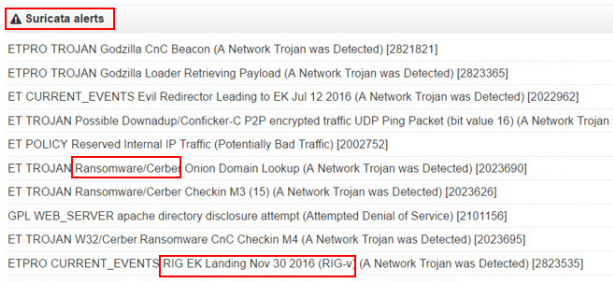 Suricata alerts
ETPRO TROJAN Godzilla CnC Beacon (A Network Trojan was Detected) [2821821]
ETPRO TROJAN Godzilla Loader Retrieving Payload (A Network Trojan was Detected) [2823365]
ET CURRENT_EVENTS Evil Redirector Leading to EK Jul 12 2016 (A Network Trojan was Detected) [2022962]
ET TROJAN Possible Downadup/Conficker-C P2P encrypted traffic UDP Ping Packet (bit value 16) (A Network Trojan
ET POLICY Reserved Internal IP Traffic (Potentially Bad Traffic) [2002752]
ET TROJAN Ransomware/Cerber Onion Domain Lookup (A Network Trojan was Detected) [2023690]
ET TROJAN Ransomware/Cerber Checkin M3 (15) (A Network Trojan was Detected) [2023626]
GPL WEB_SERVER apache directory disclosure attempt (Attempted Denial of Service) [2101156]
ET TROJAN W32/Cerber.Ransomware CnC Checkin M4 (A Network Trojan was Detected) [2023695]
ETPRO CURRENT_EVENTS RIG EK Landing Nov 30 2016 (RIG-v) (A Network Trojan was Detected) [2823535]